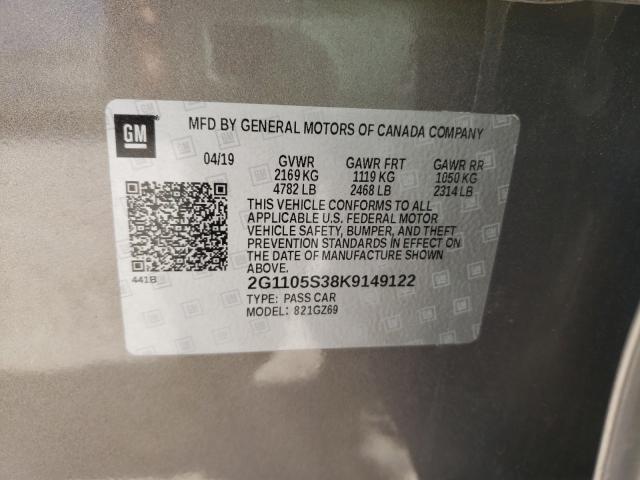 GM
MFD BY GENERAL MOTORS OF CANADA COMPANY
04/19 GVWR GAWR FRT GAWR RR
2169 KG 1119 KG 1050 KG
4782 LB 2468 LB 2314 LB
THIS VEHICLE CONFORMS TO ALL
APPLICABLE U.S. FEDERAL MOTOR
VEHICLE SAFETY, BUMPER, AND THEFT
PREVENTION STANDARDS IN EFFECT ON
THE DATE OF MANUFACTURE SHOWN
ABOVE.
441B
2G1105S38K9149122
TYPE: PASS CAR
MODEL: 821GZ69